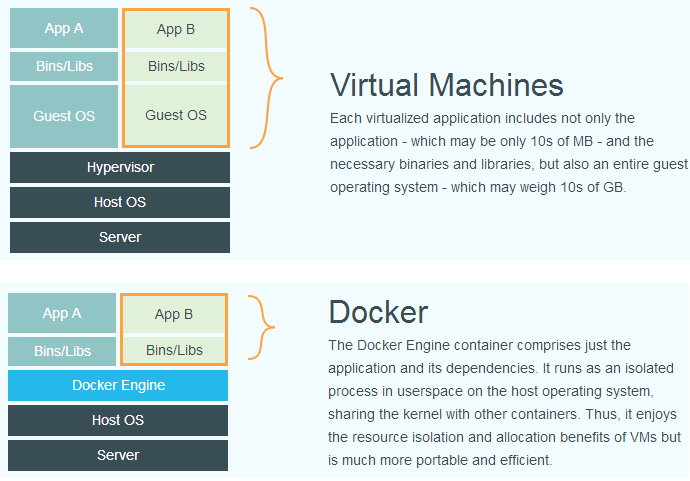 App A
App B
Bins/Libs
Bins/Libs
Guest OS
Guest OS
Hypervisor
Host OS
Server
Virtual Machines
Each virtualized application includes not only the
application - which may be only 10s of MB - and the
necessary binaries and libraries, but also an entire guest
operating system - which may weigh 10s of GB.
App A
App B
Bins/Libs
Bins/Libs
Docker Engine
Host OS
Server
Docker
The Docker Engine container comprises just the
application and its dependencies. It runs as an isolated
process in userspace on the host operating system,
sharing the kernel with other containers. Thus, it enjoys
the resource isolation and allocation benefits of VMs but
is much more portable and efficient.